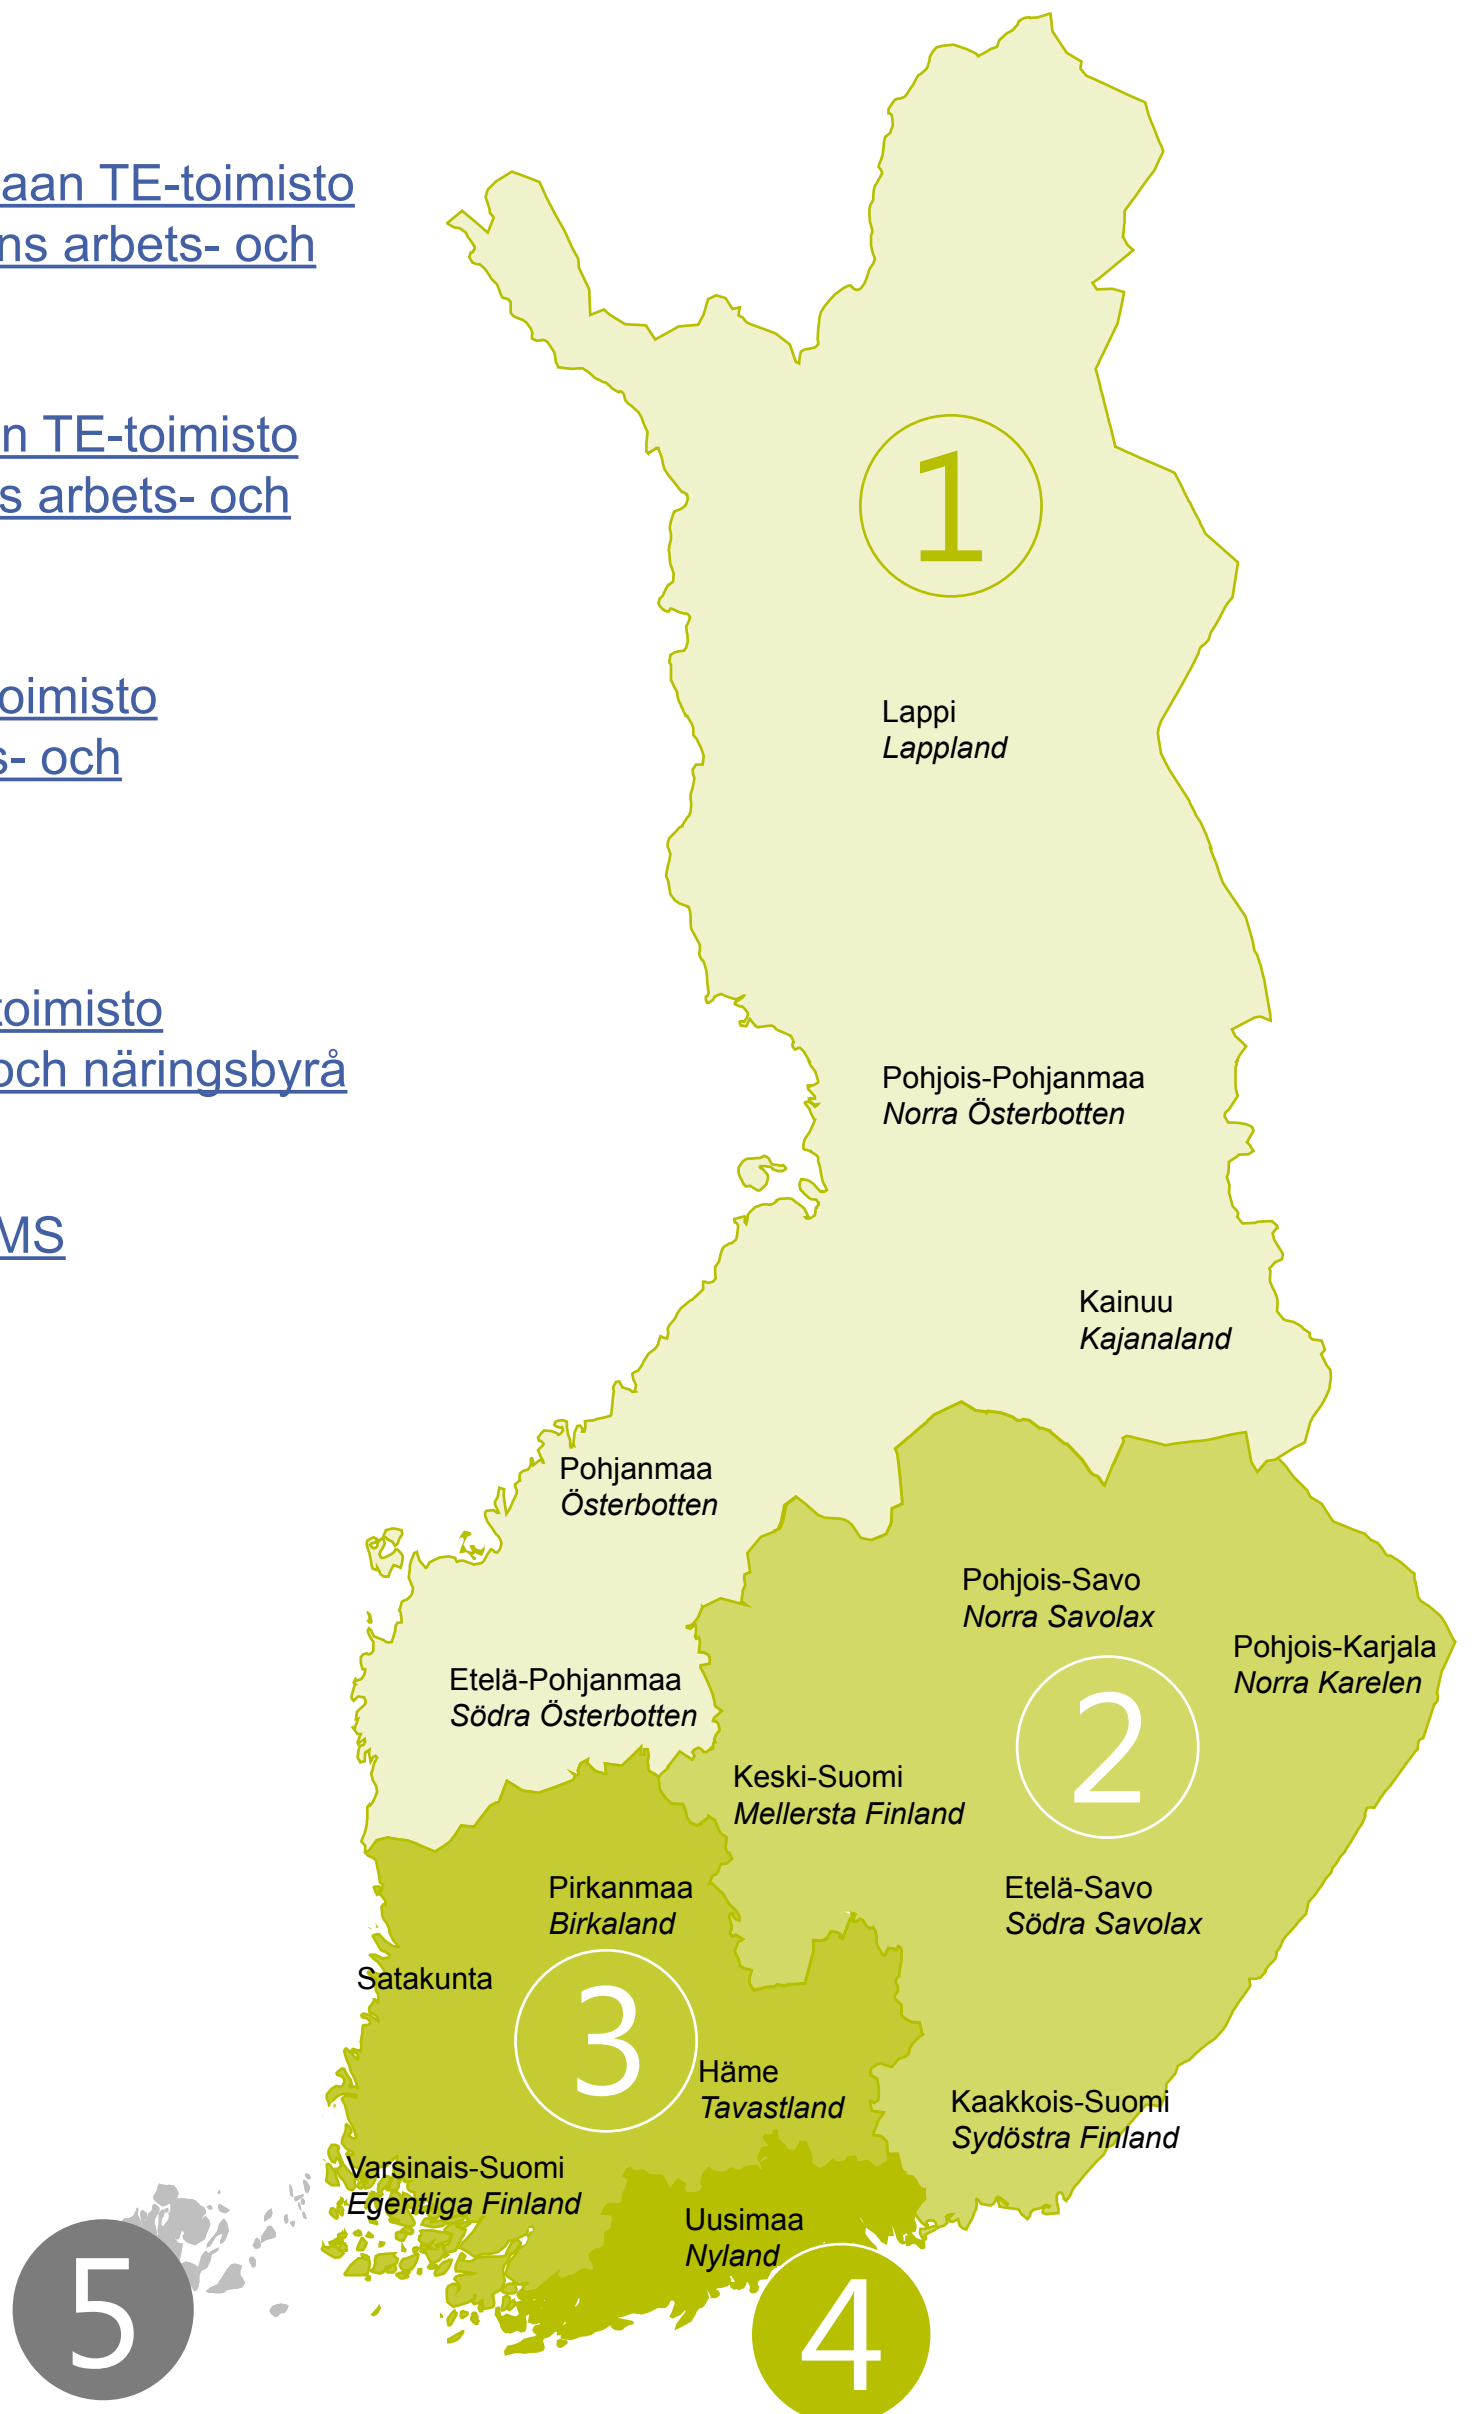 aan TE-toimisto
ns arbets- och
n TE-toimisto
s arbets- och
oimisto
s- och
toimisto
och näringsbyrå
MS
1
Lappi
Lappland
Pohjois-Pohjanmaa
Norra Österbotten
Kainuu
Kajanaland
Pohjanmaa
Österbotten
Pohjois-Savo
Norra Savolax
Pohjois-Karjala
Norra Karelen
Etelä-Pohjanmaa
Södra Österbotten
2
Keski-Suomi
Mellersta Finland
Pirkanmaa
Birkaland
Etelä-Savo
Södra Savolax
Satakunta
3
Häme
Tavastland
Kaakkois-Suomi
Sydöstra Finland
Varsinais-Suomi
Egentliga Finland
Uusimaa
Nyland
5
4